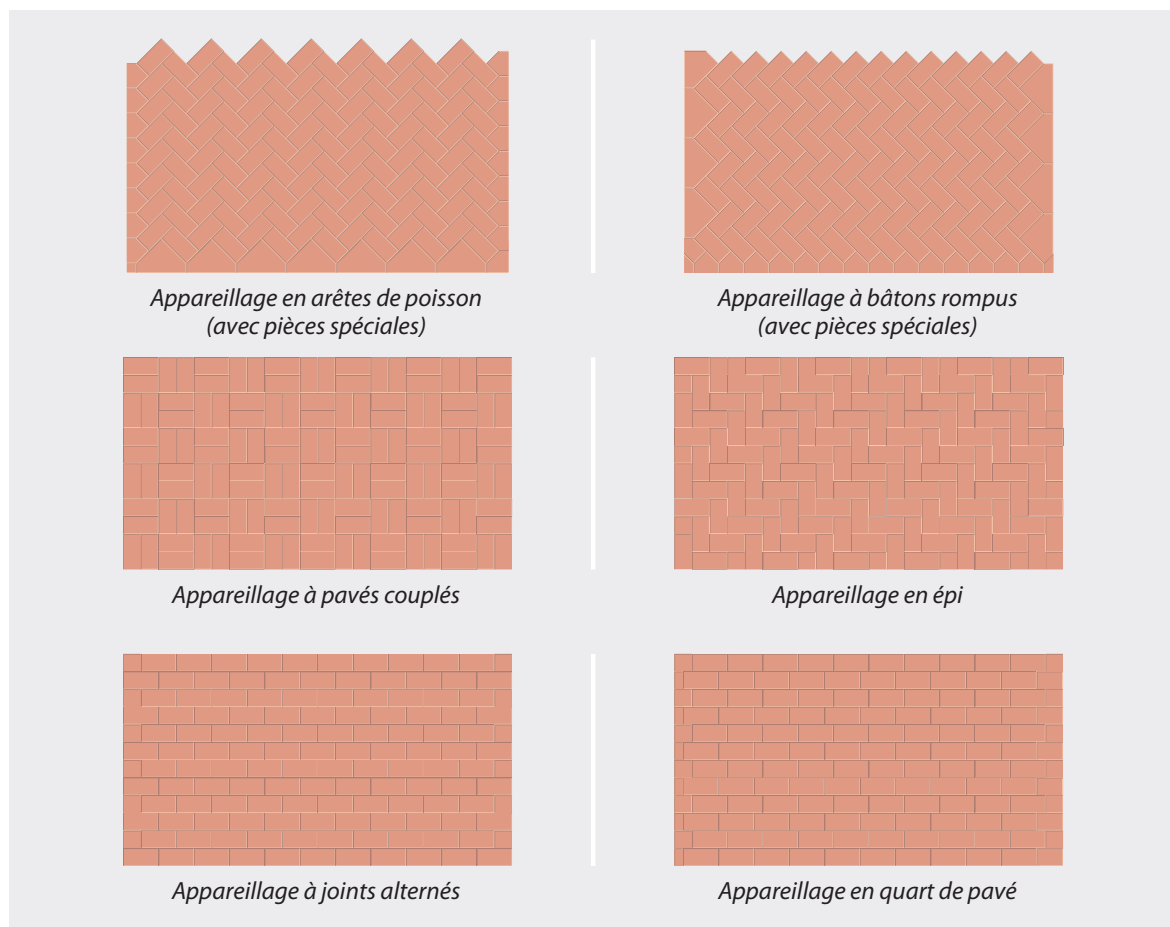 Appareillage en arêtes de poisson
(avec pièces spéciales)
Appareillage à bâtons rompus
(avec pièces spéciales)
Appareillage à pavés couplés
Appareillage en épi
Appareillage à joints alternés
Appareillage en quart de pavé